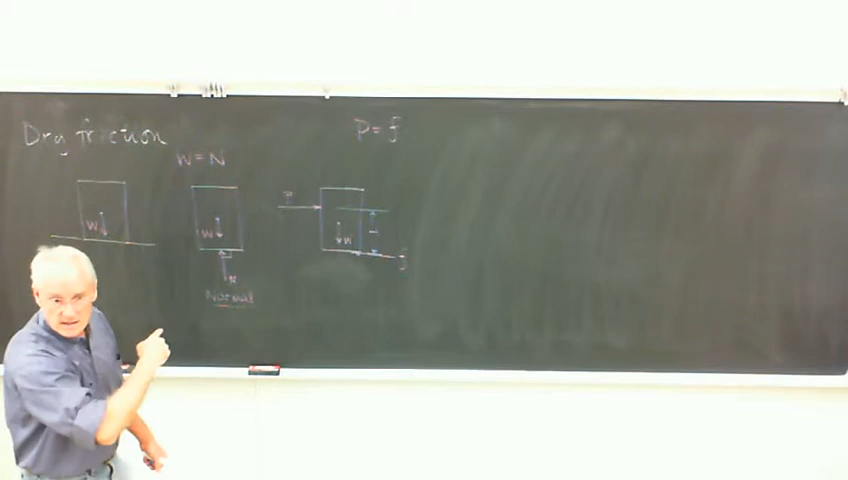 Dry friction
P = f
W = N
W
W
N
Normal
P
W
f